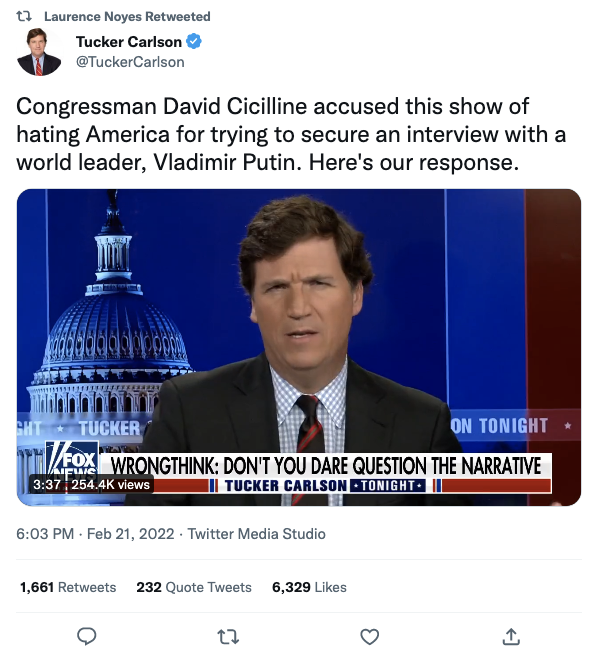 Laurence Noyes Retweeted
Tucker Carlson
@TuckerCarlson
Congressman David Cicilline accused this show of
hating America for trying to secure an interview with a
world leader, Vladimir Putin. Here's our response.
GHT ★ TUCKER
ON TONIGHT ★
FOX
NEWS
WRONGTHINK: DON'T YOU DARE QUESTION THE NARRATIVE
3:37 254.4K views
TUCKER CARLSON TONIGHT
6:03 PM · Feb 21, 2022 · Twitter Media Studio
1,661 Retweets 232 Quote Tweets 6,329 Likes